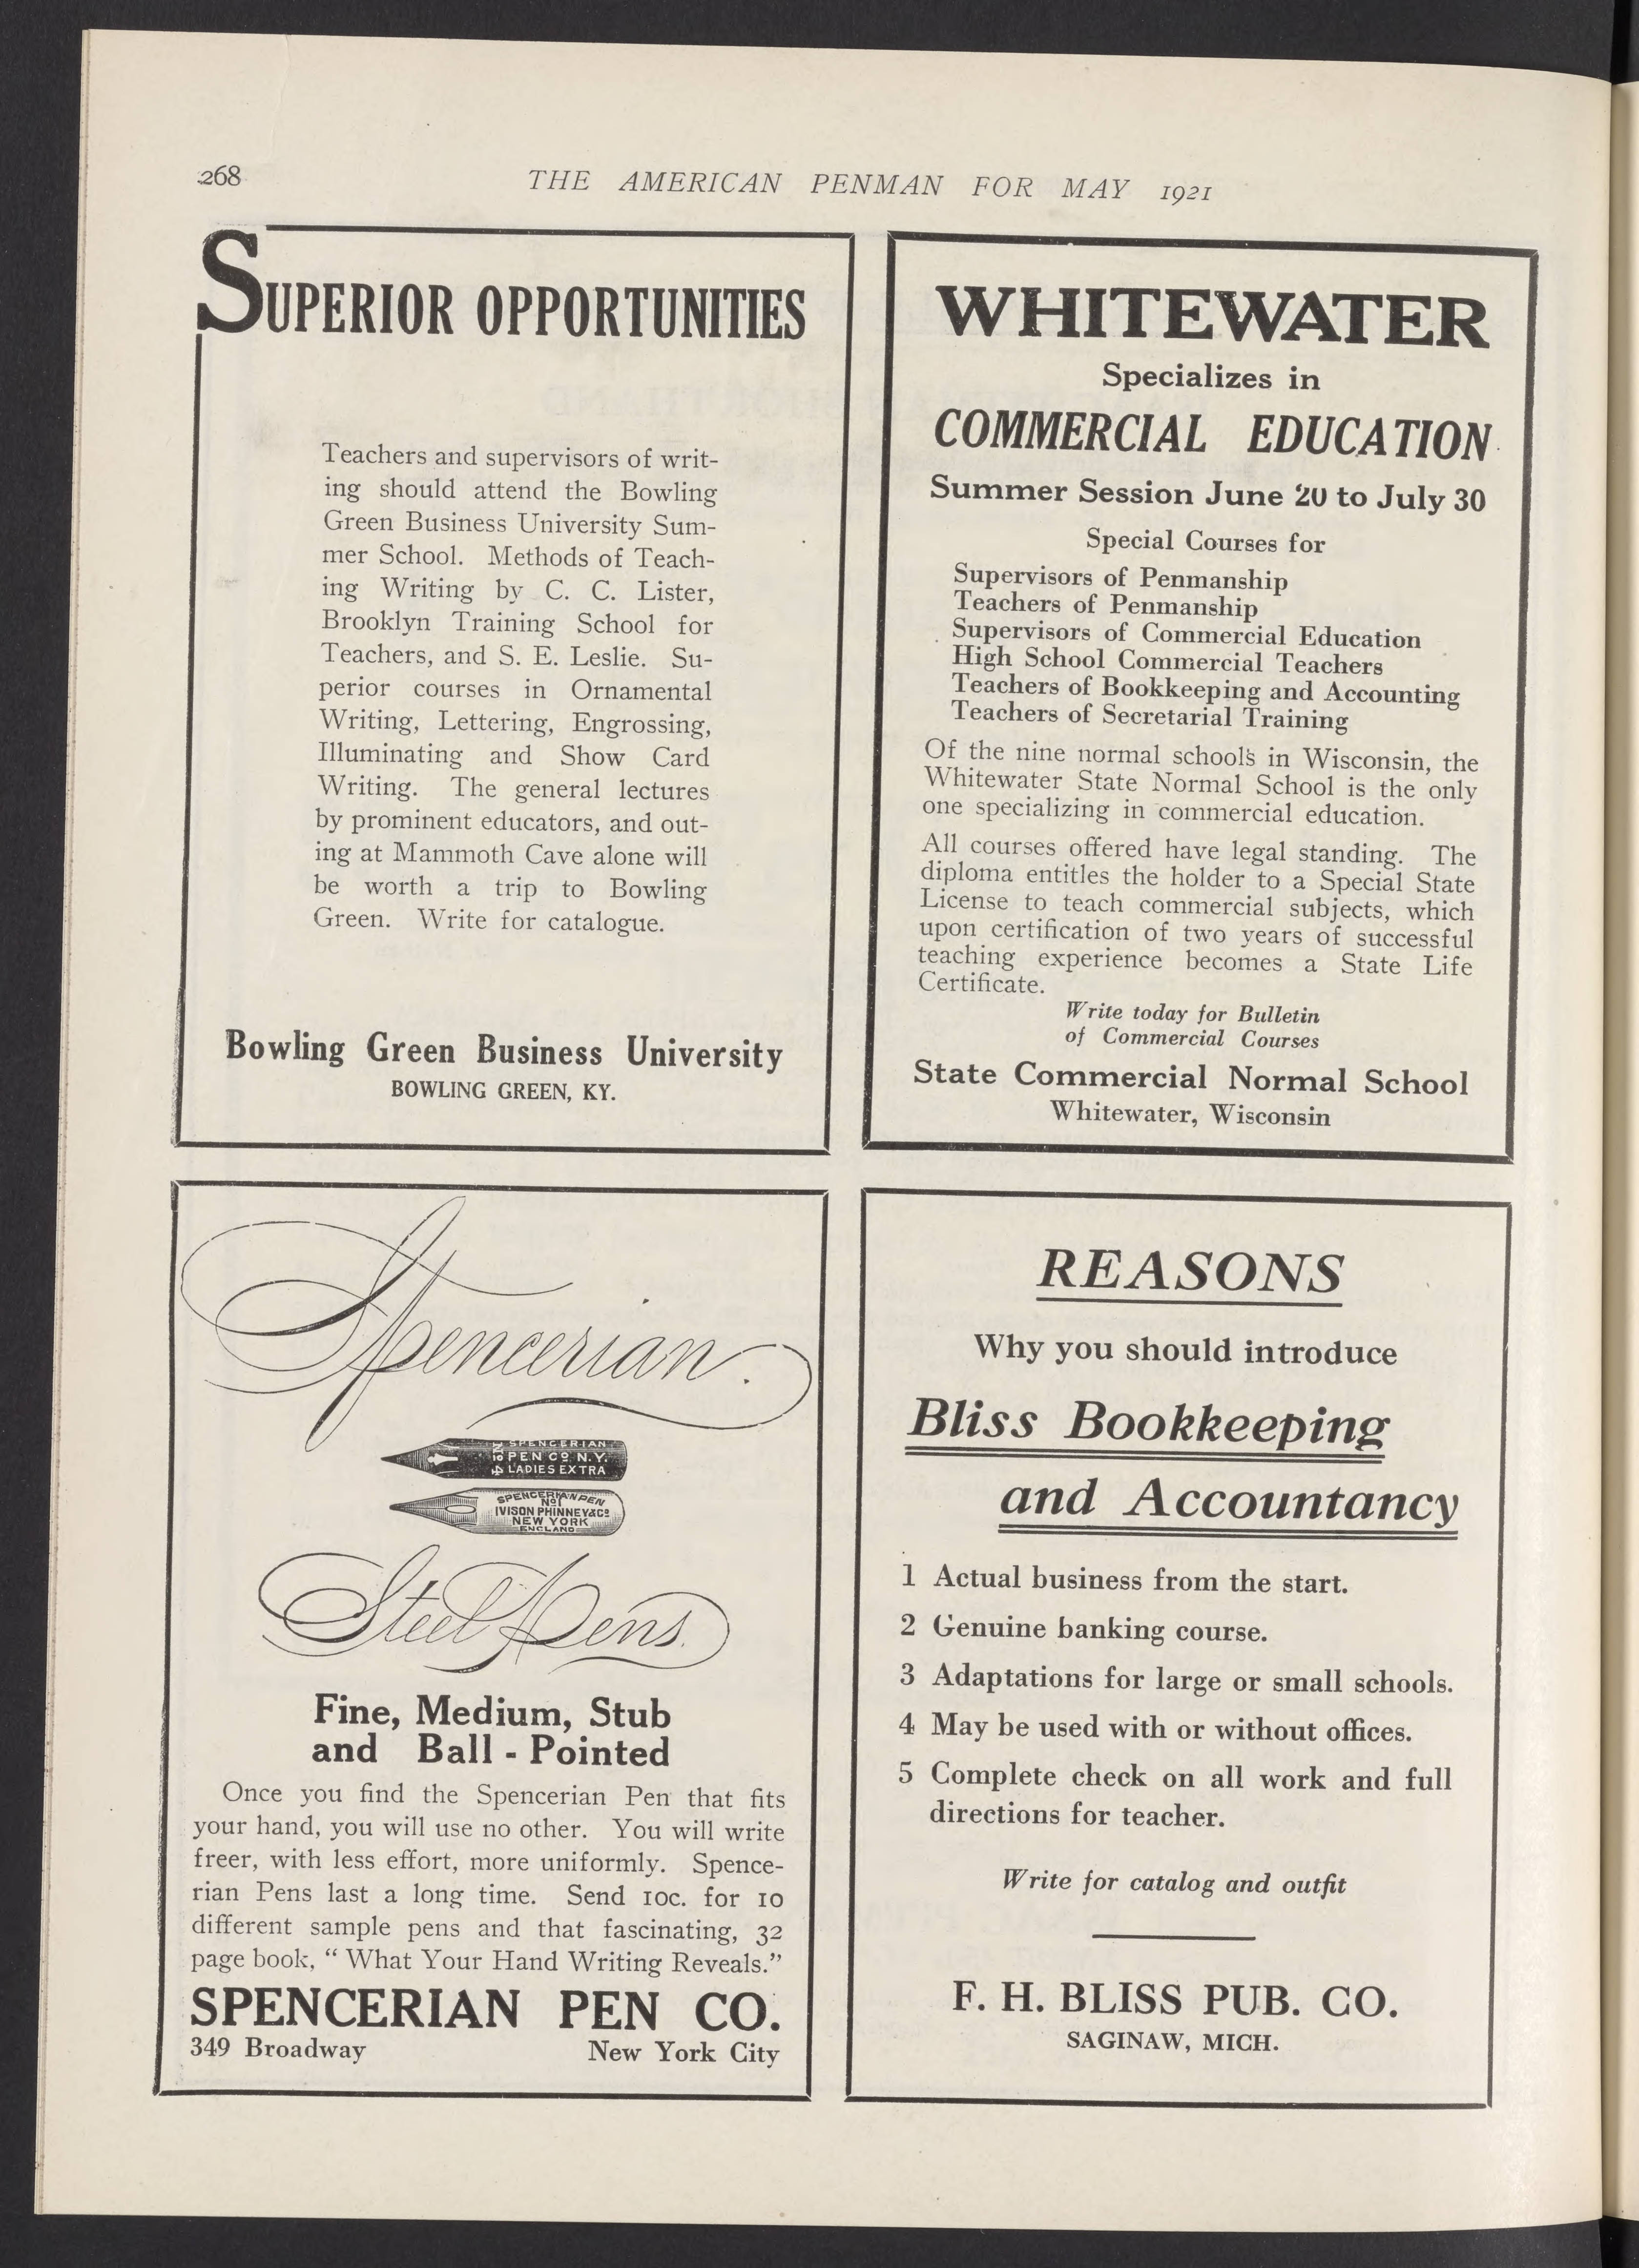 268
THE AMERICAN PENMAN FOR MAY 1921
SUPERIOR OPPORTUNITIES
Teachers and supervisors of writ-
ing should attend the Bowling
Green Business University Sum-
mer School. Methods of Teach-
ing Writing by C. C. Lister,
Brooklyn Training School for
Teachers, and S. E. Leslie. Su-
perior courses in Ornamental
Writing, Lettering, Engrossing,
Illuminating and Show Card
Writing. The general lectures
by prominent educators, and out-
ing at Mammoth Cave alone will
be worth a trip to Bowling
Green. Write for catalogue.
Bowling Green Business University
BOWLING GREEN, KY.
WHITEWATER
Specializes in
COMMERCIAL EDUCATION
Summer Session June 20 to July 30
Special Courses for
Supervisors of Penmanship
Teachers of Penmanship
Supervisors of Commercial Education
High School Commercial Teachers
Teachers of Bookkeeping and Accounting
Teachers of Secretarial Training
Of the nine normal schools in Wisconsin, the
Whitewater State Normal School is the only
one specializing in commercial education.
All courses offered have legal standing. The
diploma entitles the holder to a Special State
License to teach commercial subjects, which
upon certification of two years of successful
teaching experience becomes a State Life
Certificate.
Write today for Bulletin
of Commercial Courses
State Commercial Normal School
Whitewater, Wisconsin
Spencerian
SPENCERIAN
PEN CO. N.Y.
LADIES EXTRA
No 41
SPENCERIAN PEN
No 1
IVISON PHINNEY & Co
NEW YORK
ENGLAND
Steel Pens.
Fine, Medium, Stub
and Ball - Pointed
Once you find the Spencerian Pen that fits
your hand, you will use no other. You will write
freer, with less effort, more uniformly. Spence-
rian Pens last a long time. Send 10c. for 10
different sample pens and that fascinating, 32
page book, “ What Your Hand Writing Reveals.”
SPENCERIAN PEN CO.
349 Broadway New York City
REASONS
Why you should introduce
Bliss Bookkeeping
and Accountancy
1 Actual business from the start.
2 Genuine banking course.
3 Adaptations for large or small schools.
4 May be used with or without offices.
5 Complete check on all work and full
directions for teacher.
Write for catalog and outfit
F. H. BLISS PUB. CO.
SAGINAW, MICH.